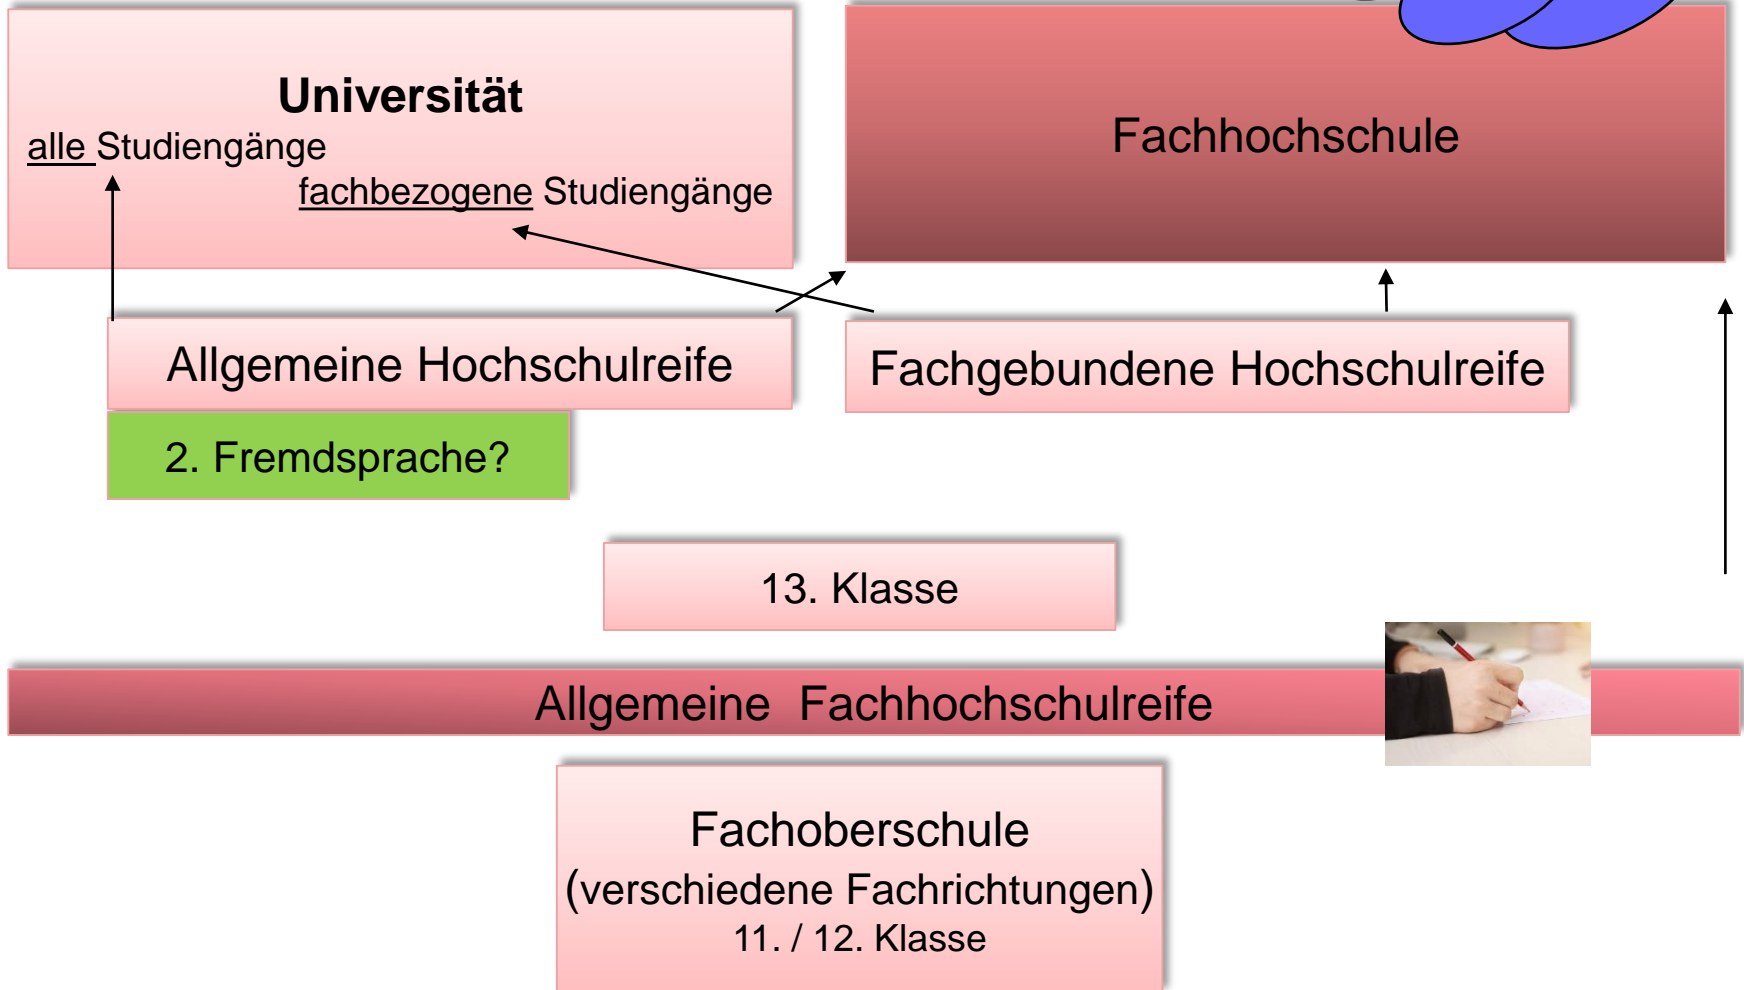 Universität
alle Studiengänge
fachbezogene Studiengänge
Fachhochschule
Allgemeine Hochschulreife
Fachgebundene Hochschulreife
2. Fremdsprache?
13. Klasse
Allgemeine  Fachhochschulreife
Fachoberschule
(verschiedene Fachrichtungen)
11. / 12. Klasse